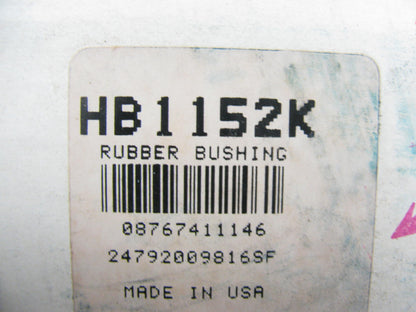 HB1152K
RUBBER BUSHING
08767411146
24792009816SF
MADE IN USA